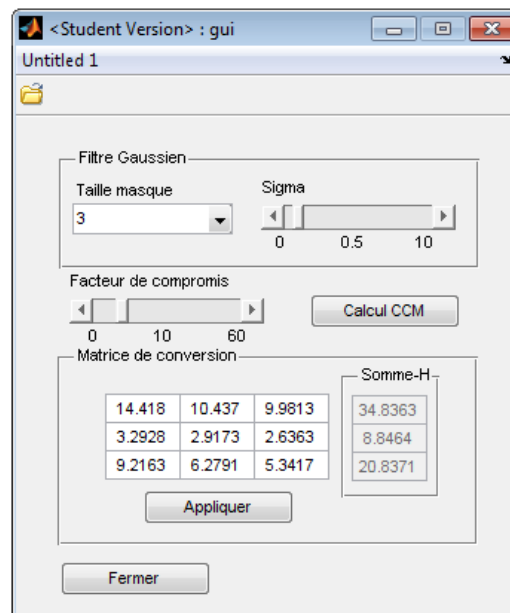 <Student Version> : gui
Untitled 1
Filtre Gaussien
Taille masque
Sigma
3
0 0.5 10
Facteur de compromis
0 10 60
Calcul CCM
Matrice de conversion
Somme-H
14.418 10.437 9.9813 34.8363
3.2928 2.9173 2.6363 8.8464
9.2163 6.2791 5.3417 20.8371
Appliquer
Fermer